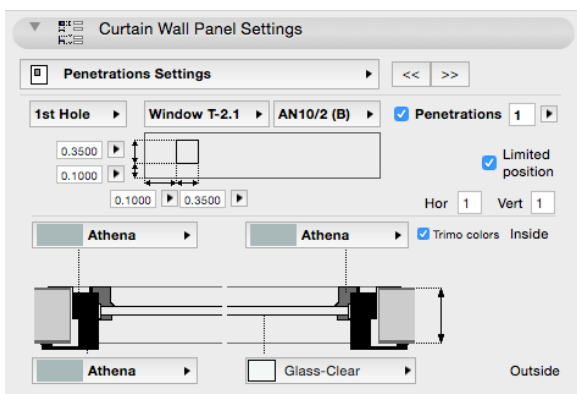 Curtain Wall Panel Settings
Penetrations Settings << >>
1st Hole Window T-2.1 AN10/2 (B) Penetrations 1
0.3500 Limited
0.1000 position
0.1000 0.3500
Hor 1 Vert 1
Athena Athena Trimo colors Inside
Athena Glass-Clear Outside